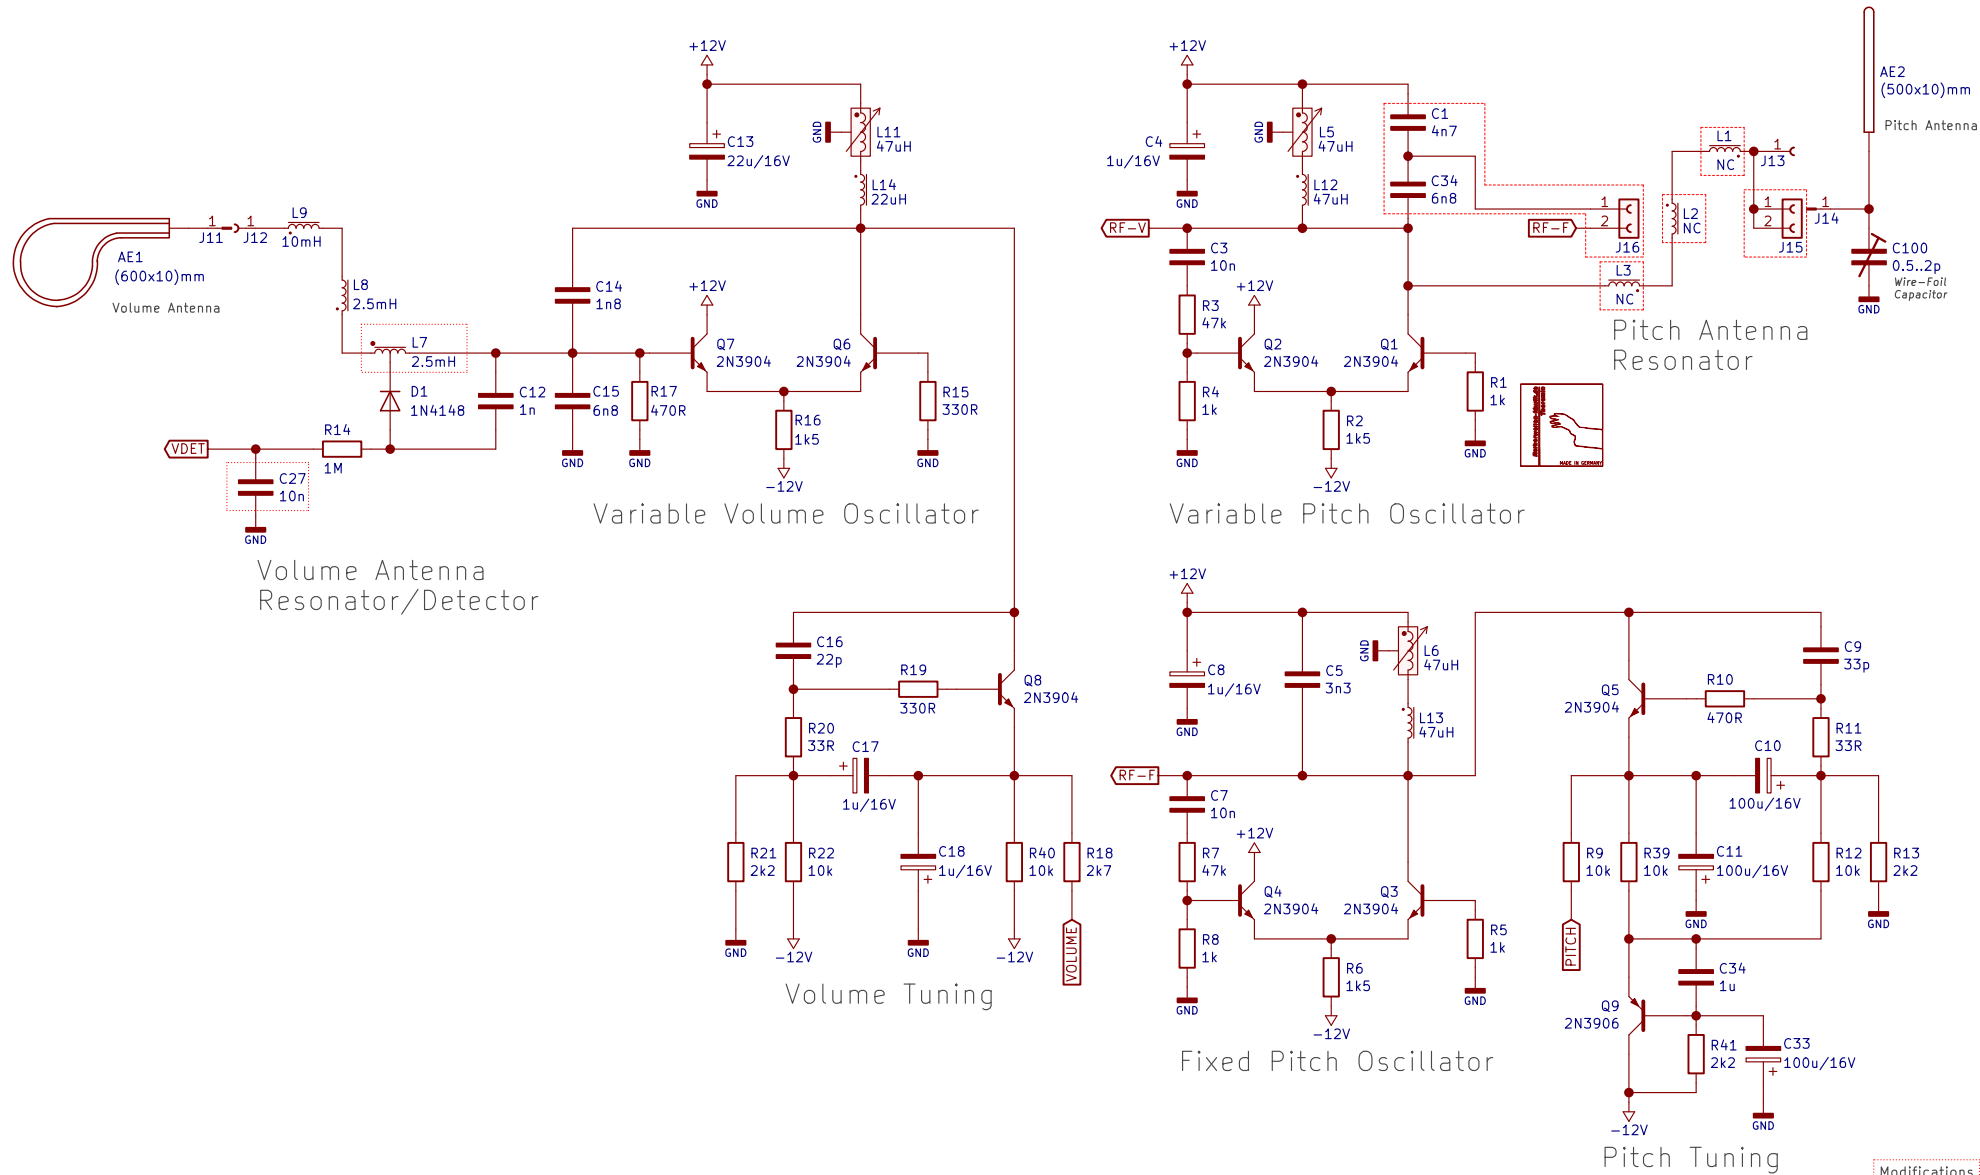 +12V
C13
22u/16V
GND
GND
L11
47uH
L14
22uH
AE1
(600x10)mm
Volume Antenna
1
J11
1
J12
L9
10mH
L8
2.5mH
L7
2.5mH
D1
1N4148
VDET
R14
1M
C27
10n
GND
C12
1n
C14
1n8
C15
6n8
GND
R17
470R
GND
+12V
Q7
2N3904
Q6
2N3904
R16
1k5
-12V
R15
330R
GND
Variable Volume Oscillator
Volume Antenna
Resonator/Detector
+12V
C4
1u/16V
GND
GND
L5
47uH
L12
47uH
C1
4n7
C34
6n8
RF-V
C3
10n
R3
47k
R4
1k
GND
+12V
Q2
2N3904
Q1
2N3904
R2
1k5
-12V
R1
1k
GND
Variable Pitch Oscillator
RF-F
1
2
J16
L3
NC
L2
NC
L1
NC
1
J13
1
2
J15
1
J14
AE2
(500x10)mm
Pitch Antenna
C100
0.5..2p
Wire-Foil
Capacitor
GND
Pitch Antenna
Resonator
MADE IN GERMANY
C16
22p
R19
330R
Q8
2N3904
R20
33R
C17
1u/16V
R21
2k2
GND
R22
10k
-12V
C18
1u/16V
GND
R40
10k
-12V
R18
2k7
VOLUME
Volume Tuning
+12V
C8
1u/16V
GND
C5
3n3
GND
L6
47uH
L13
47uH
RF-F
C7
10n
R7
47k
R8
1k
GND
+12V
Q4
2N3904
Q3
2N3904
R6
1k5
-12V
R5
1k
GND
Fixed Pitch Oscillator
Q5
2N3904
R10
470R
C9
33p
R11
33R
C10
100u/16V
R9
10k
PITCH
R39
10k
C11
100u/16V
GND
R12
10k
R13
2k2
GND
C34
1u
Q9
2N3906
R41
2k2
C33
100u/16V
GND
-12V
Pitch Tuning
Modifications